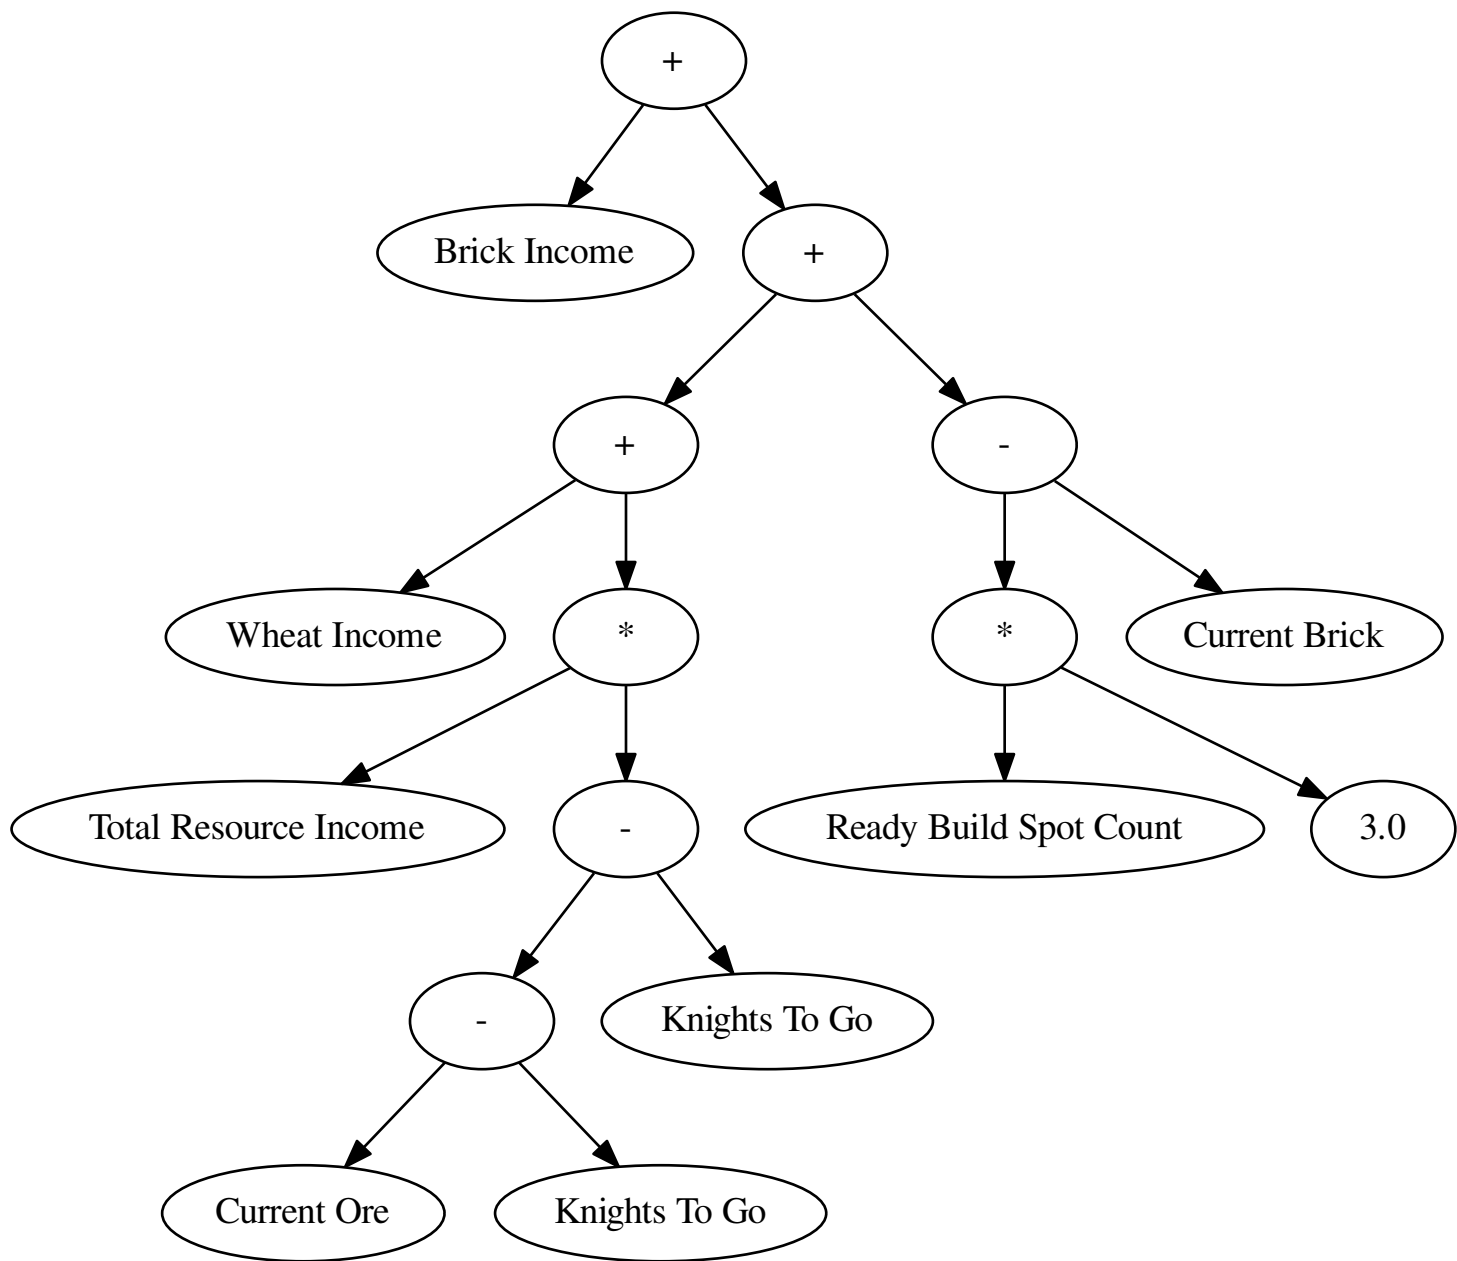 +
Brick Income
+
+
-
Wheat Income
*
*
Current Brick
Total Resource Income
-
Ready Build Spot Count
3.0
-
Knights To Go
Current Ore
Knights To Go